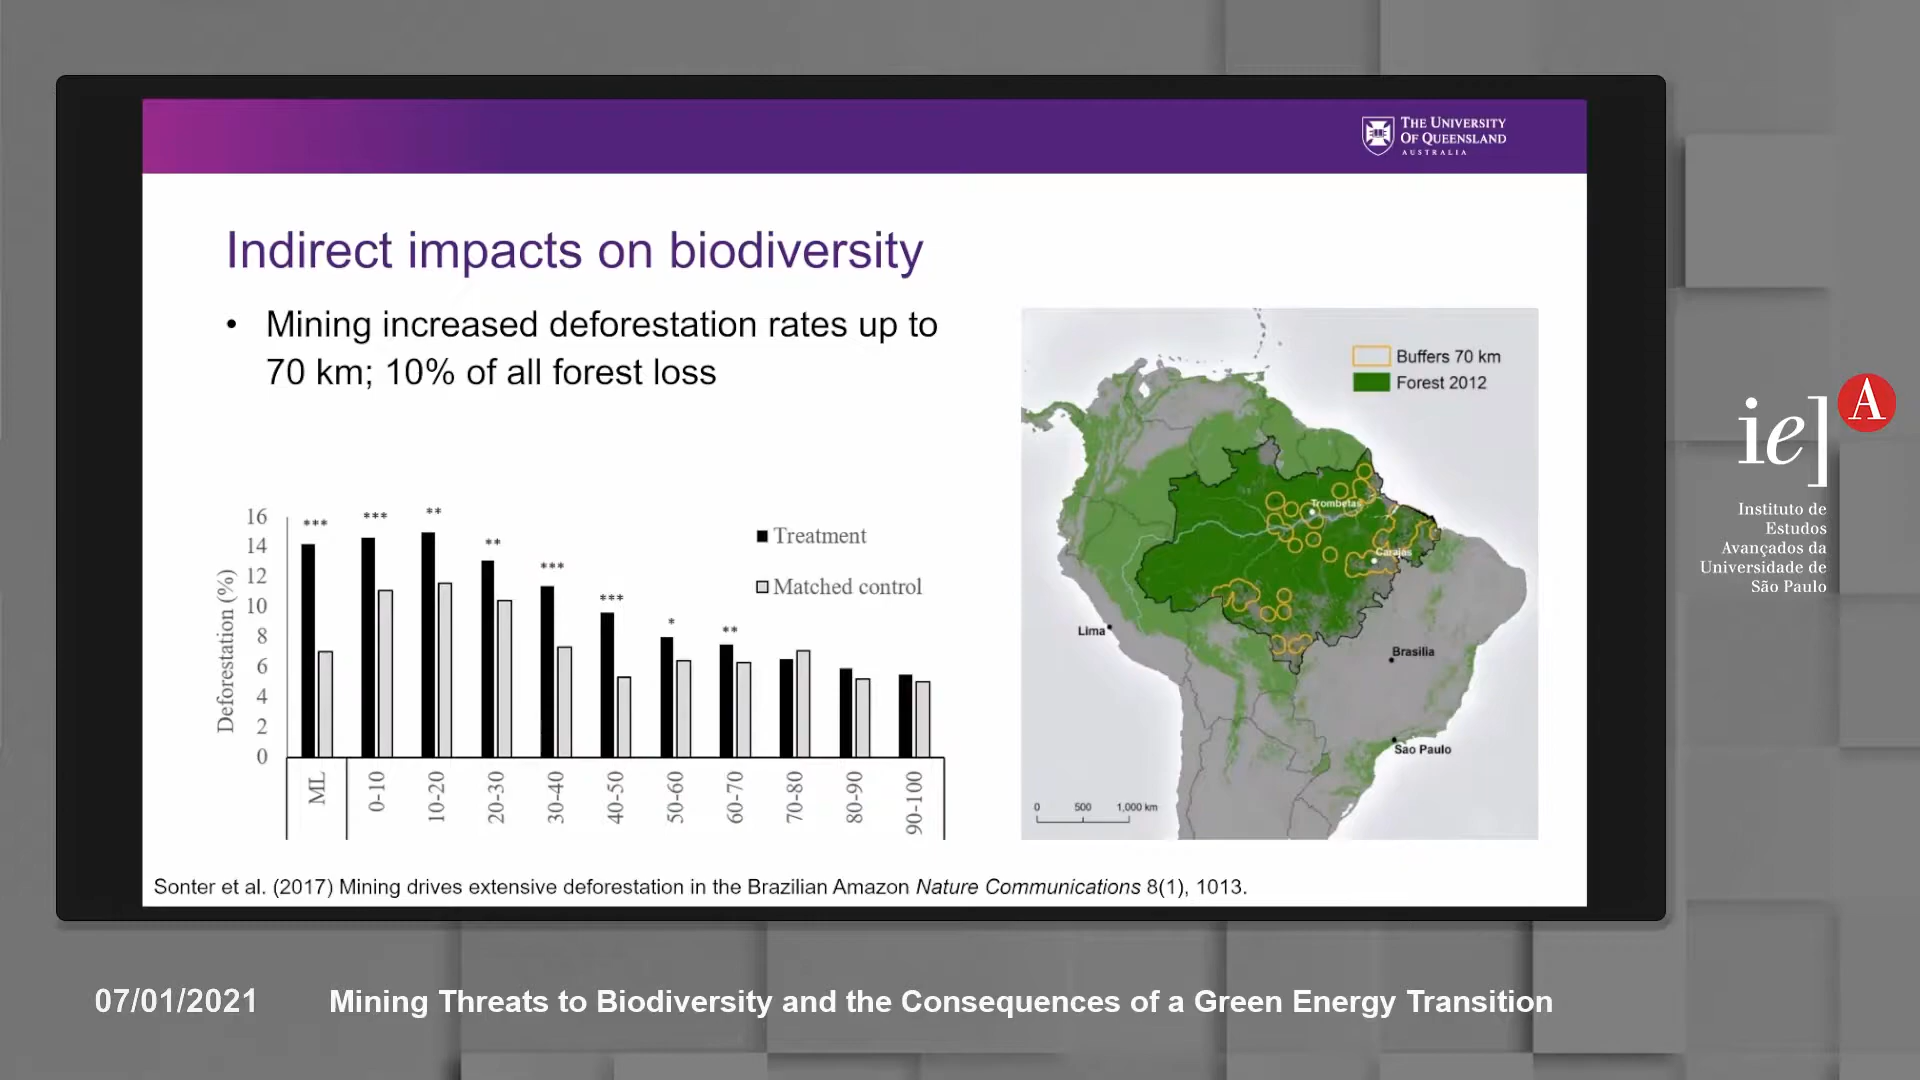 THE UNIVERSITY
OF QUEENSLAND
AUSTRALIA
Indirect impacts on biodiversity
• Mining increased deforestation rates up to
70 km; 10% of all forest loss
Deforestation (%)
16
14
12
10
8
6
4
2
0
***
***
**
**
***
***
*
**
Treatment
Matched control
ML
0-10
10-20
20-30
30-40
40-50
50-60
60-70
70-80
80-90
90-100
Buffers 70 km
Forest 2012
Trombetas
Carajás
Lima
Brasilia
Sao Paulo
0 500 1,000 km
Sonter et al. (2017) Mining drives extensive deforestation in the Brazilian Amazon Nature Communications 8(1), 1013.
ie] A
Instituto de
Estudos
Avançados da
Universidade de
São Paulo
07/01/2021 Mining Threats to Biodiversity and the Consequences of a Green Energy Transition